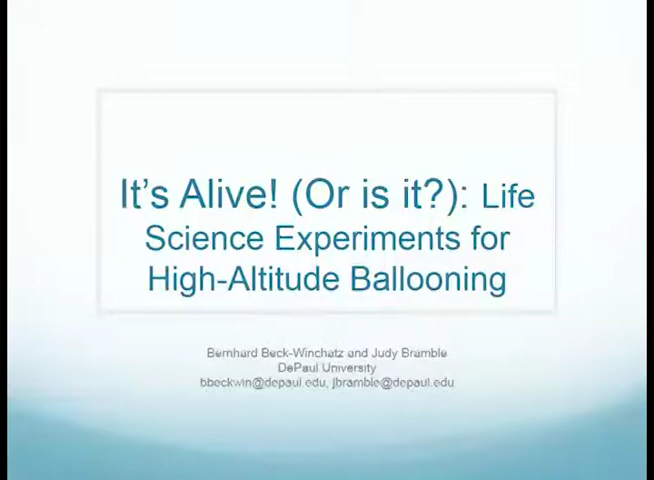 It's Alive! (Or is it?): Life
Science Experiments for
High-Altitude Ballooning
Bernhard Beck-Winchatz and Judy Bramble
DePaul University
bbeckwin@depaul.edu, jbramble@depaul.edu